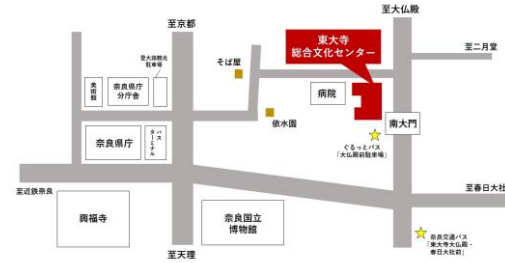 至京都
至大仏殿
東大寺
総合文化センター
至二月堂
至大仏殿観光
駐車場
そば屋
美術館
奈良県庁
分庁舎
病院
依水園
南大門
奈良県庁
バスターミナル
ぐるっとバス
「大仏殿前駐車場」
至近鉄奈良
至春日大社
興福寺
奈良国立
博物館
奈良交通バス
「東大寺大仏殿・
春日大社前」
至天理